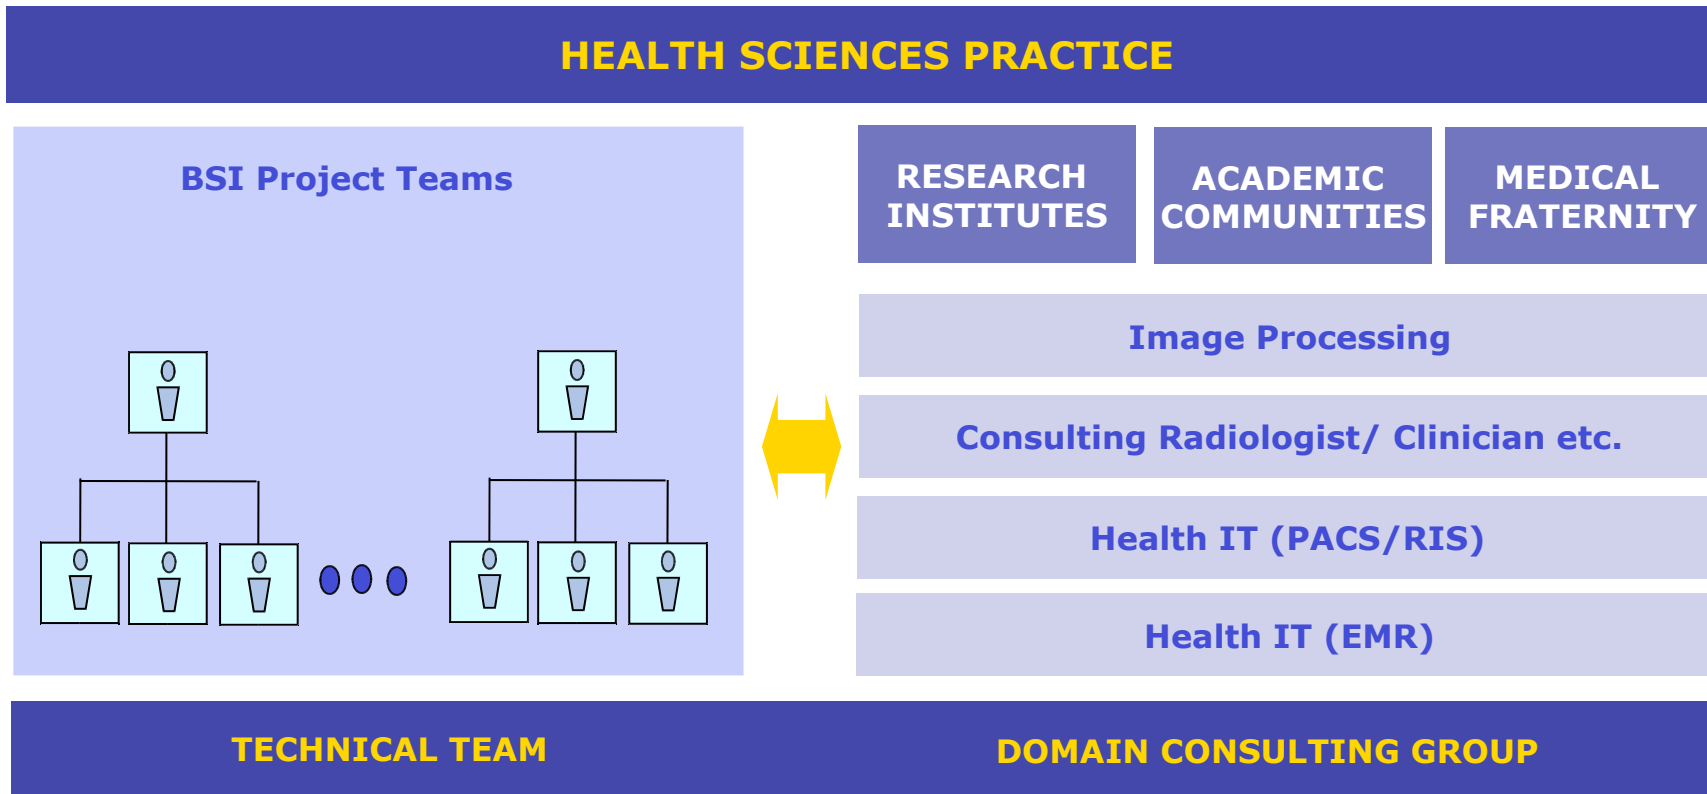 HEALTH SCIENCES PRACTICE
BSI Project Teams
RESEARCH
INSTITUTES
ACADEMIC
COMMUNITIES
MEDICAL
FRATERNITY
Image Processing
Consulting Radiologist/ Clinician etc.
Health IT (PACS/RIS)
Health IT (EMR)
TECHNICAL TEAM
DOMAIN CONSULTING GROUP